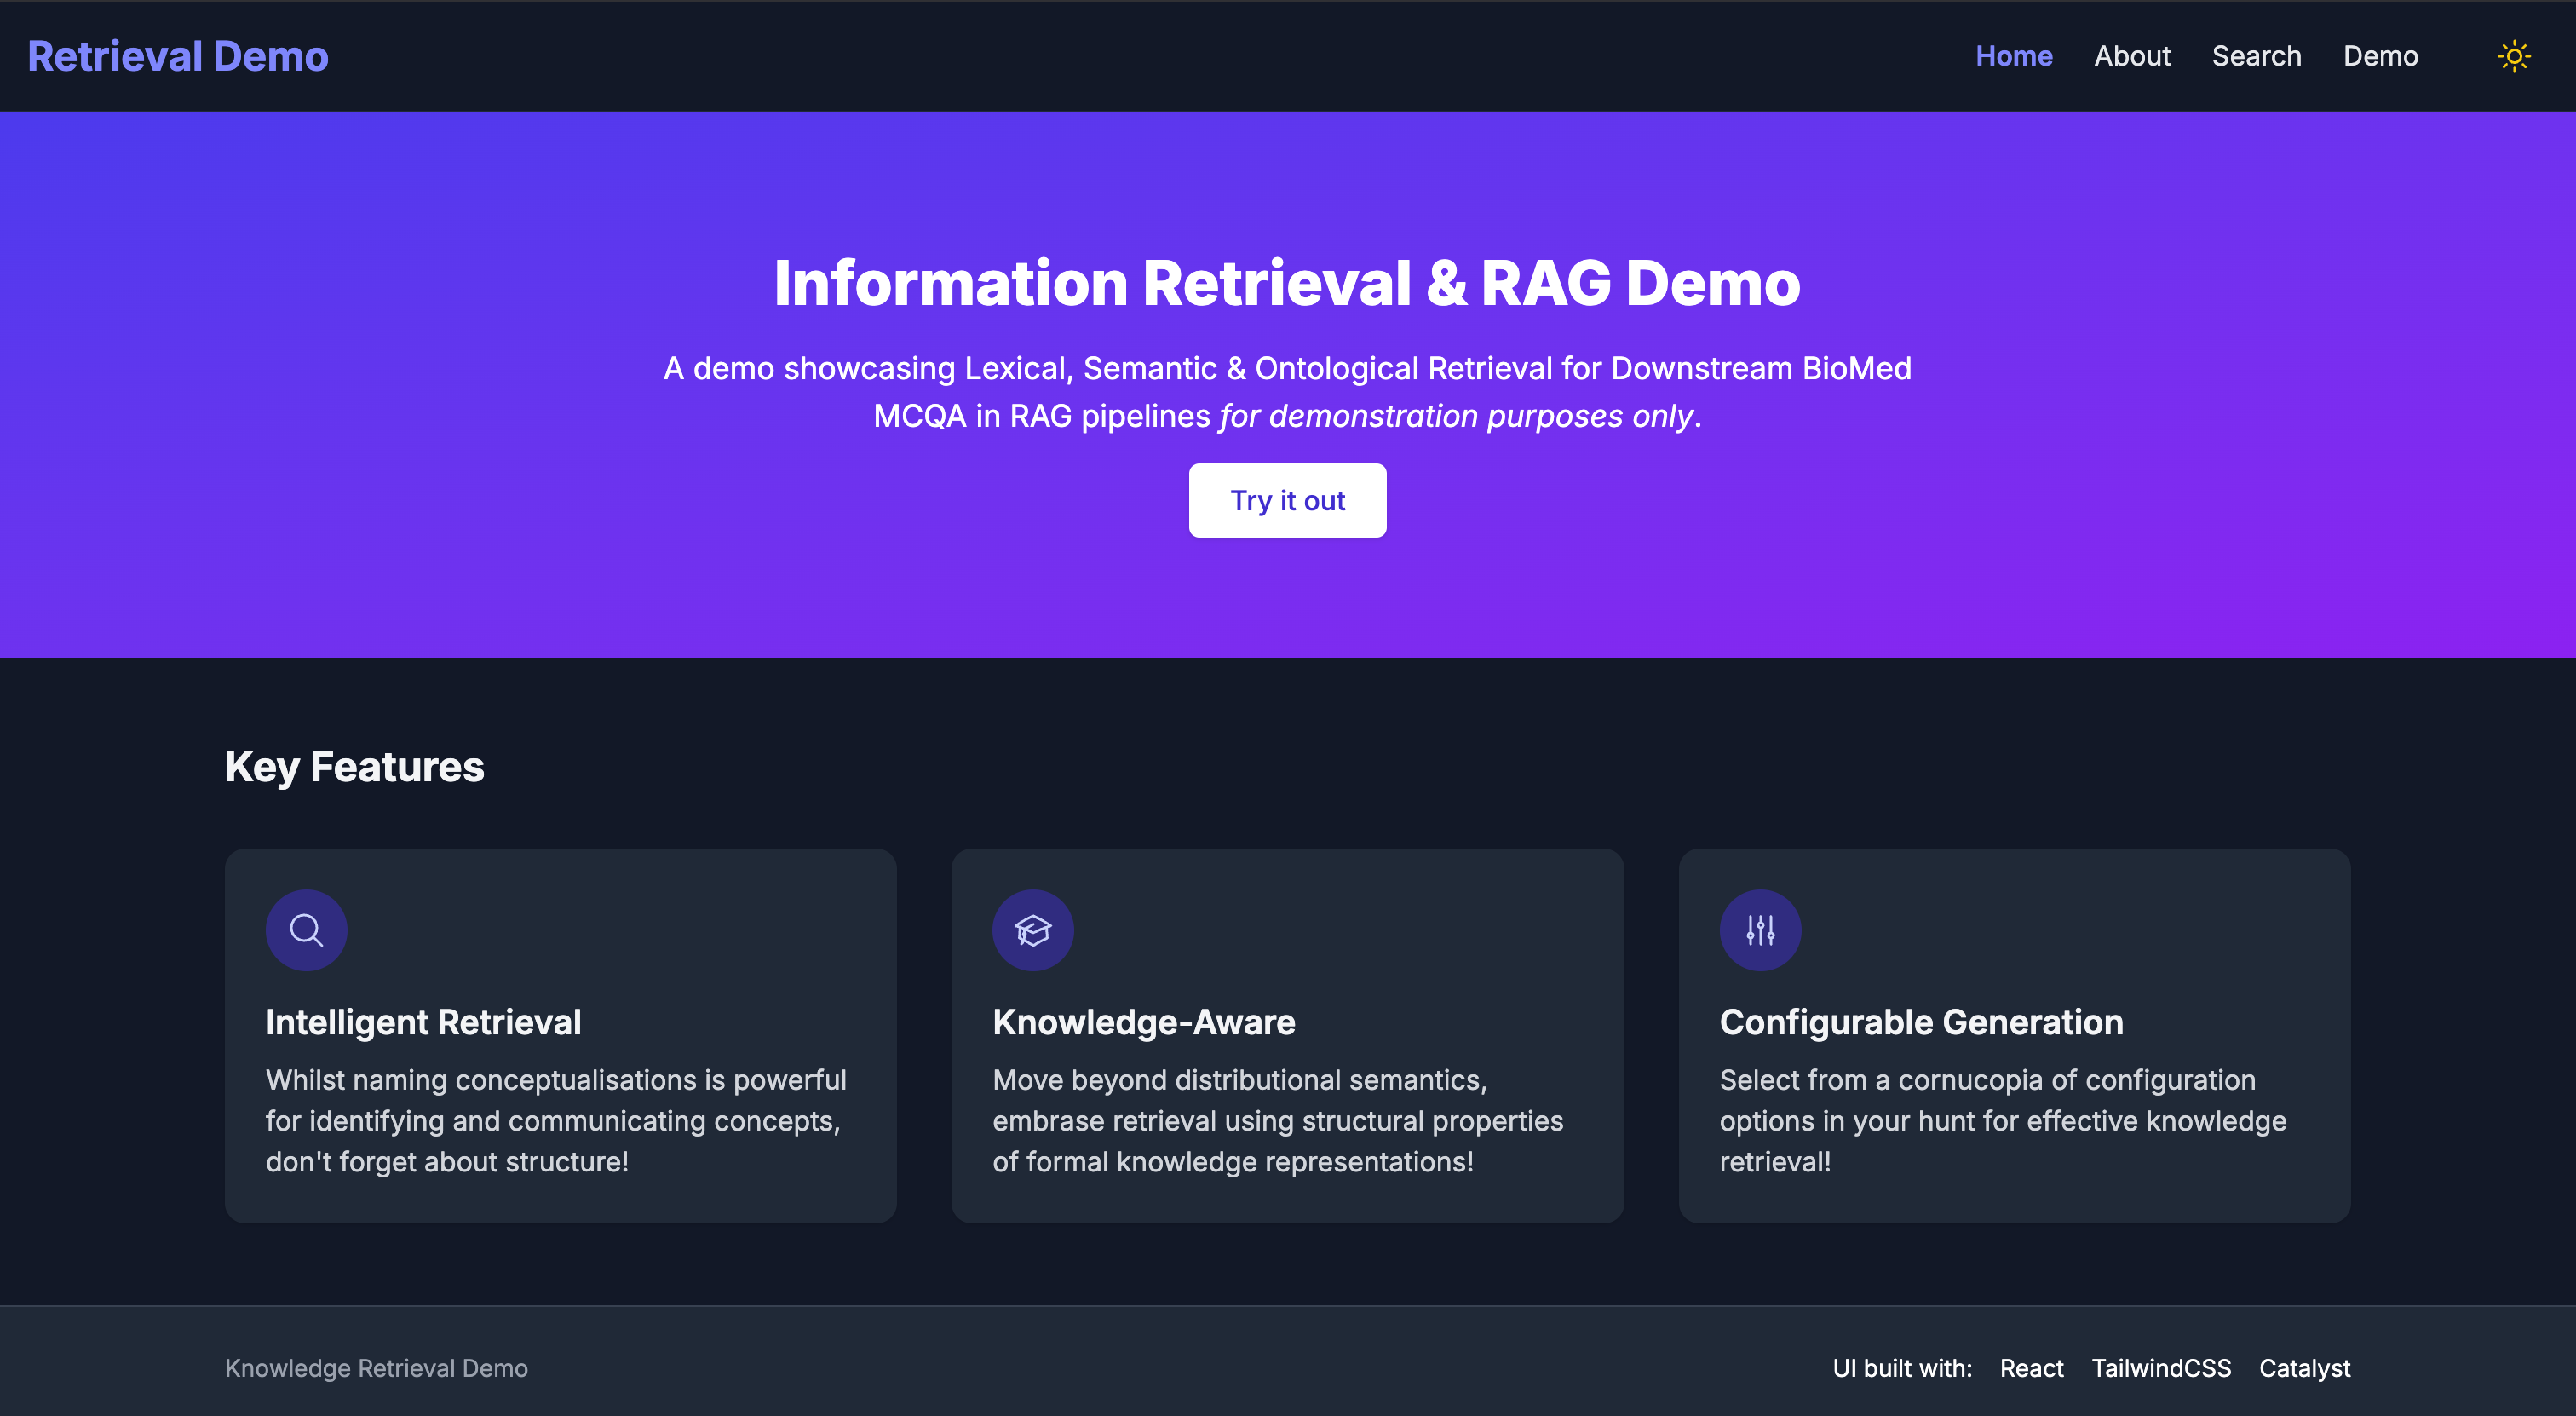 Retrieval Demo
Home About Search Demo
Information Retrieval & RAG Demo
A demo showcasing Lexical, Semantic & Ontological Retrieval for Downstream BioMed
MCQA in RAG pipelines for demonstration purposes only.
Try it out
Key Features
Intelligent Retrieval
Whilst naming conceptualisations is powerful
for identifying and communicating concepts,
don't forget about structure!
Knowledge-Aware
Move beyond distributional semantics,
embrase retrieval using structural properties
of formal knowledge representations!
Configurable Generation
Select from a cornucopia of configuration
options in your hunt for effective knowledge
retrieval!
Knowledge Retrieval Demo
UI built with: React TailwindCSS Catalyst